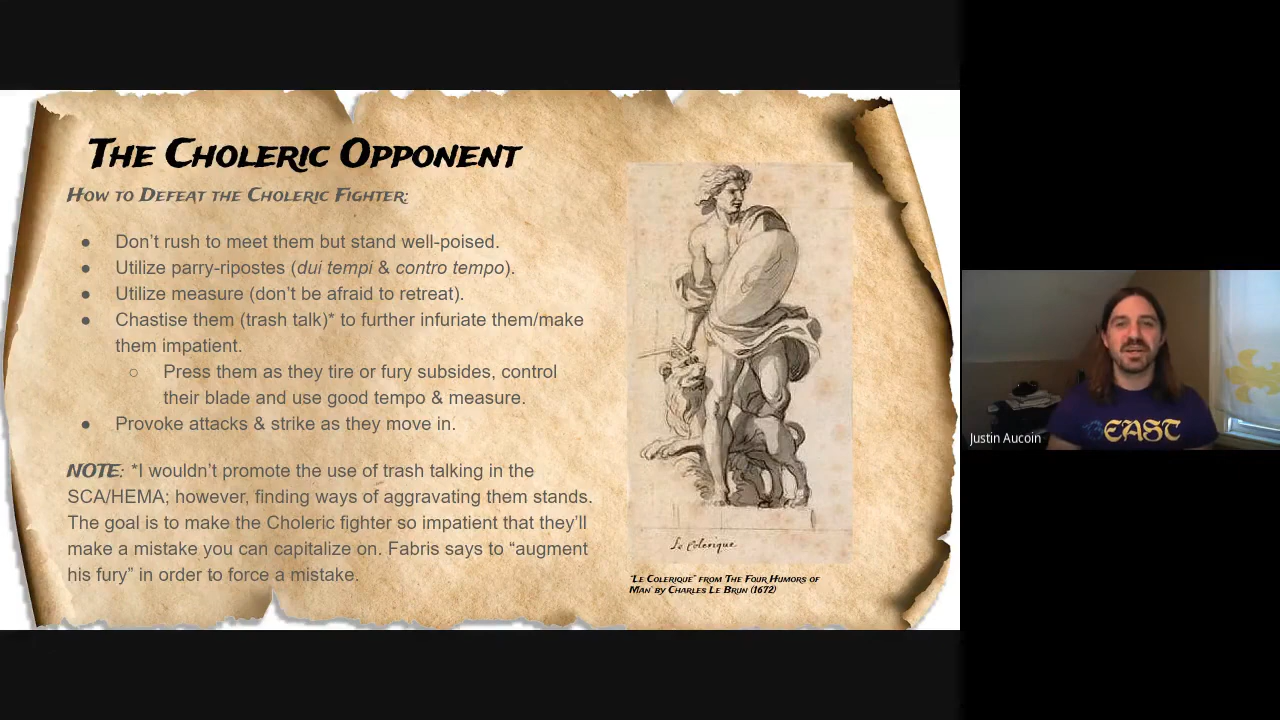 The Choleric Opponent
How to Defeat the Choleric Fighter:
● Don't rush to meet them but stand well-poised.
● Utilize parry-ripostes (dui tempi & contro tempo).
● Utilize measure (don't be afraid to retreat).
● Chastise them (trash talk)* to further infuriate them/make
them impatient.
○ Press them as they tire or fury subsides, control
their blade and use good tempo & measure.
● Provoke attacks & strike as they move in.
NOTE: *I wouldn't promote the use of trash talking in the
SCA/HEMA; however, finding ways of aggravating them stands.
The goal is to make the Choleric fighter so impatient that they'll
make a mistake you can capitalize on. Fabris says to “augment
his fury” in order to force a mistake.
Le Colerique
"Le Colerique" from The Four Humors of
Man by Charles Le Brun (1672)
EAST
Justin Aucoin